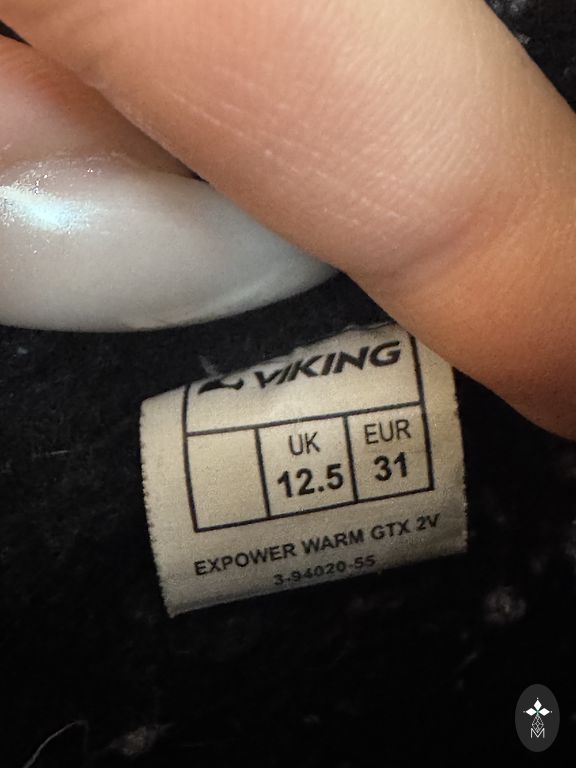 VIKING
UK EUR
12.5 31
EXPOWER WARM GTX 2V
3-94020-55